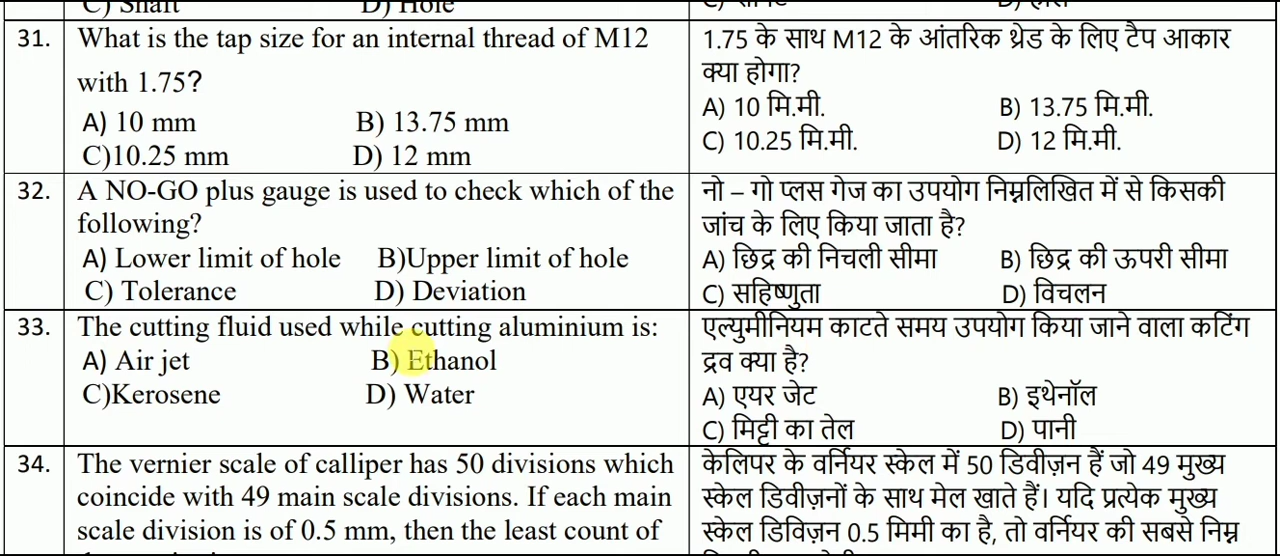 C) Shaft D) Hole
31. What is the tap size for an internal thread of M12
with 1.75?
A) 10 mm B) 13.75 mm
C)10.25 mm D) 12 mm
1.75 के साथ M12 के आंतरिक थ्रेड के लिए टैप आकार
क्या होगा?
A) 10 मि.मी. B) 13.75 मि.मी.
C) 10.25 मि.मी. D) 12 मि.मी.
32. A NO-GO plus gauge is used to check which of the
following?
A) Lower limit of hole B)Upper limit of hole
C) Tolerance D) Deviation
नो – गो प्लस गेज का उपयोग निम्नलिखित में से किसकी
जांच के लिए किया जाता है?
A) छिद्र की निचली सीमा B) छिद्र की ऊपरी सीमा
C) सहिष्णुता D) विचलन
33. The cutting fluid used while cutting aluminium is:
A) Air jet B) Ethanol
C)Kerosene D) Water
एल्युमीनियम काटते समय उपयोग किया जाने वाला कटिंग
द्रव क्या है?
A) एयर जेट B) इथेनॉल
C) मिट्टी का तेल D) पानी
34. The vernier scale of calliper has 50 divisions which
coincide with 49 main scale divisions. If each main
scale division is of 0.5 mm, then the least count of
केलिपर के वर्नियर स्केल में 50 डिवीज़न हैं जो 49 मुख्य
स्केल डिवीज़नों के साथ मेल खाते हैं। यदि प्रत्येक मुख्य
स्केल डिविज़न 0.5 मिमी का है, तो वर्नियर की सबसे निम्न